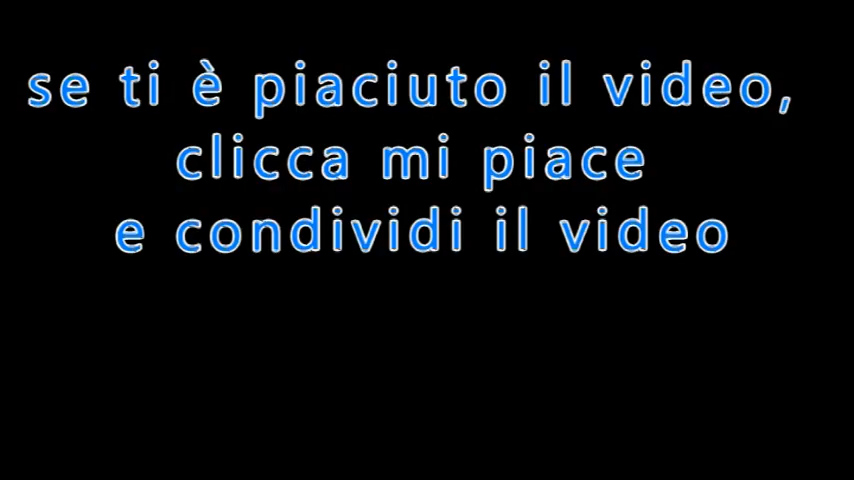 se ti è piaciuto il video,
clicca mi piace
e condividi il video